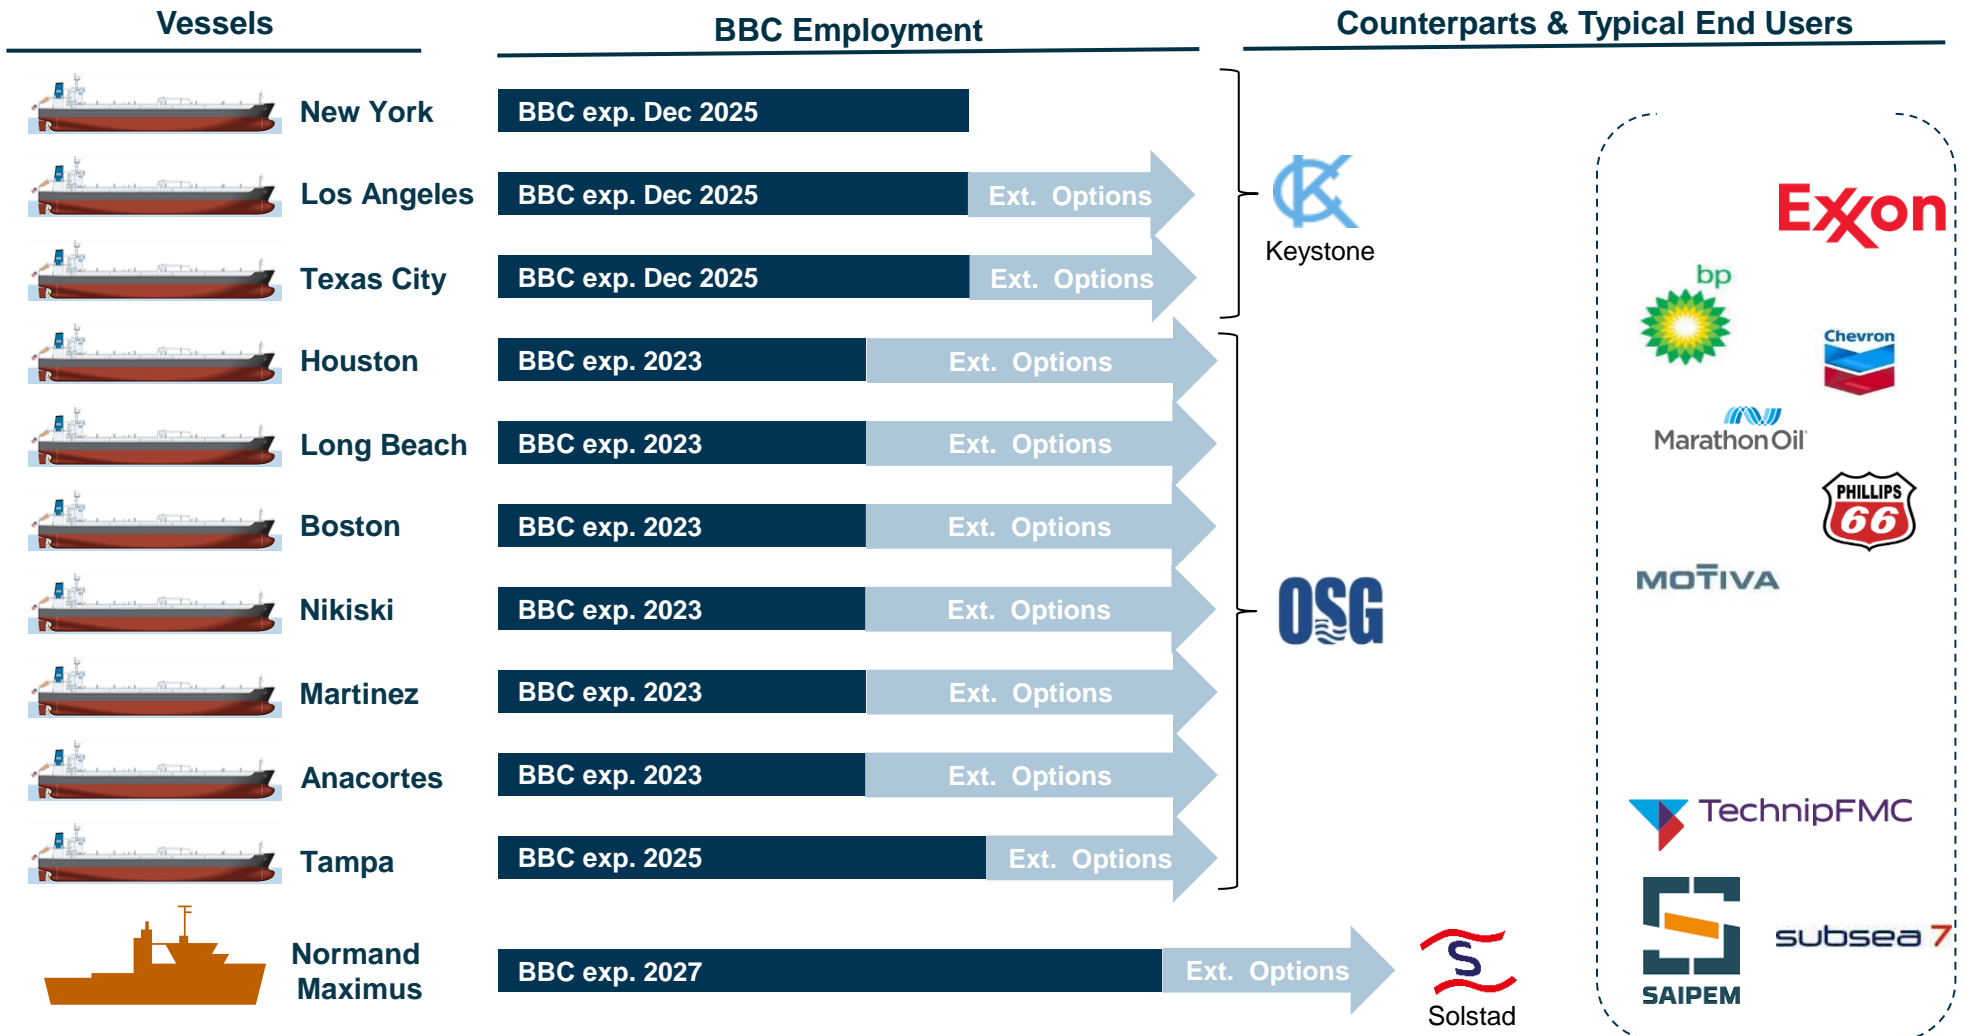 Vessels
BBC Employment
Counterparts & Typical End Users
New York
BBC exp. Dec 2025
Los Angeles
BBC exp. Dec 2025
Ext. Options
Texas City
BBC exp. Dec 2025
Ext. Options
Keystone
Houston
BBC exp. 2023
Ext. Options
Long Beach
BBC exp. 2023
Ext. Options
Boston
BBC exp. 2023
Ext. Options
Nikiski
BBC exp. 2023
Ext. Options
Martinez
BBC exp. 2023
Ext. Options
Anacortes
BBC exp. 2023
Ext. Options
Tampa
BBC exp. 2025
Ext. Options
OSG
Normand
Maximus
BBC exp. 2027
Ext. Options
S
Solstad
Exxon
bp
Chevron
Marathon Oil
PHILLIPS
66
MOTIVA
TechnipFMC
SAIPEM
subsea 7